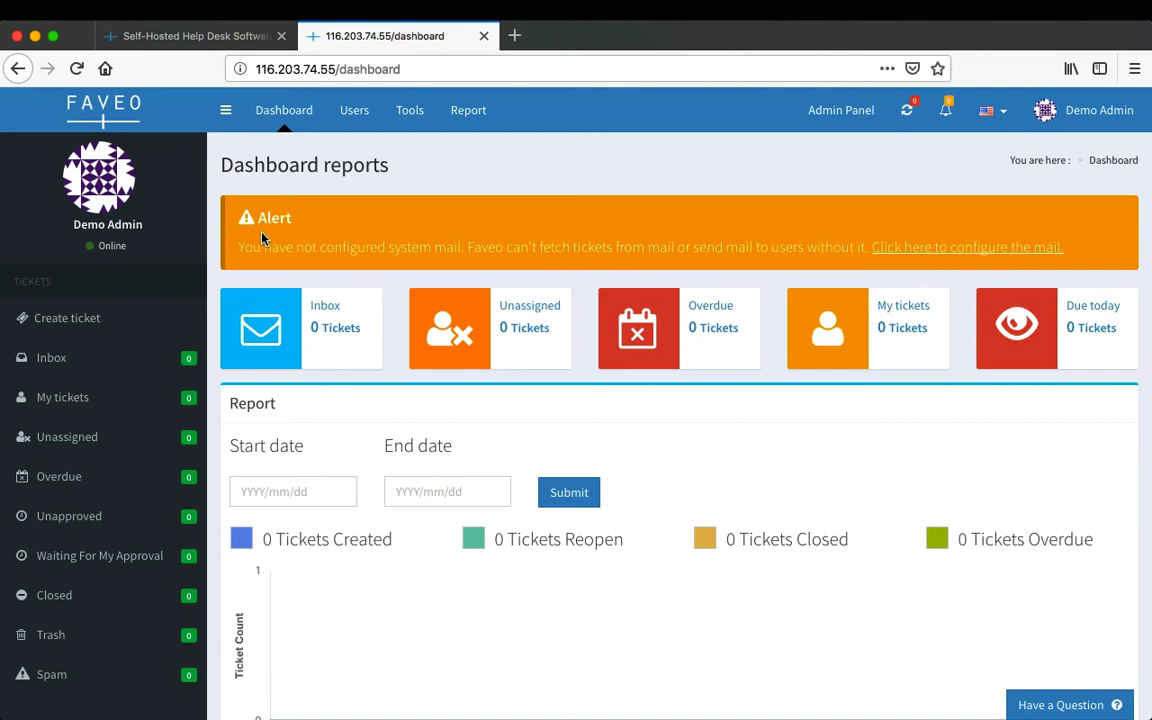 Self-Hosted Help Desk Softwa
116.203.74.55/dashboard
116.203.74.55/dashboard
FAVEO
Dashboard
Users
Tools
Report
Admin Panel
0
0
Demo Admin
Demo Admin
Online
TICKETS
Create ticket
Inbox 0
My tickets 0
Unassigned 0
Overdue 0
Unapproved 0
Waiting For My Approval 0
Closed 0
Trash 0
Spam 0
Dashboard reports
You are here : > Dashboard
Alert
You have not configured system mail. Faveo can't fetch tickets from mail or send mail to users without it. Click here to configure the mail.
Inbox
0 Tickets
Unassigned
0 Tickets
Overdue
0 Tickets
My tickets
0 Tickets
Due today
0 Tickets
Report
Start date
End date
YYYY/mm/dd
YYYY/mm/dd
Submit
0 Tickets Created
0 Tickets Reopen
0 Tickets Closed
0 Tickets Overdue
1
Ticket Count
0
Have a Question